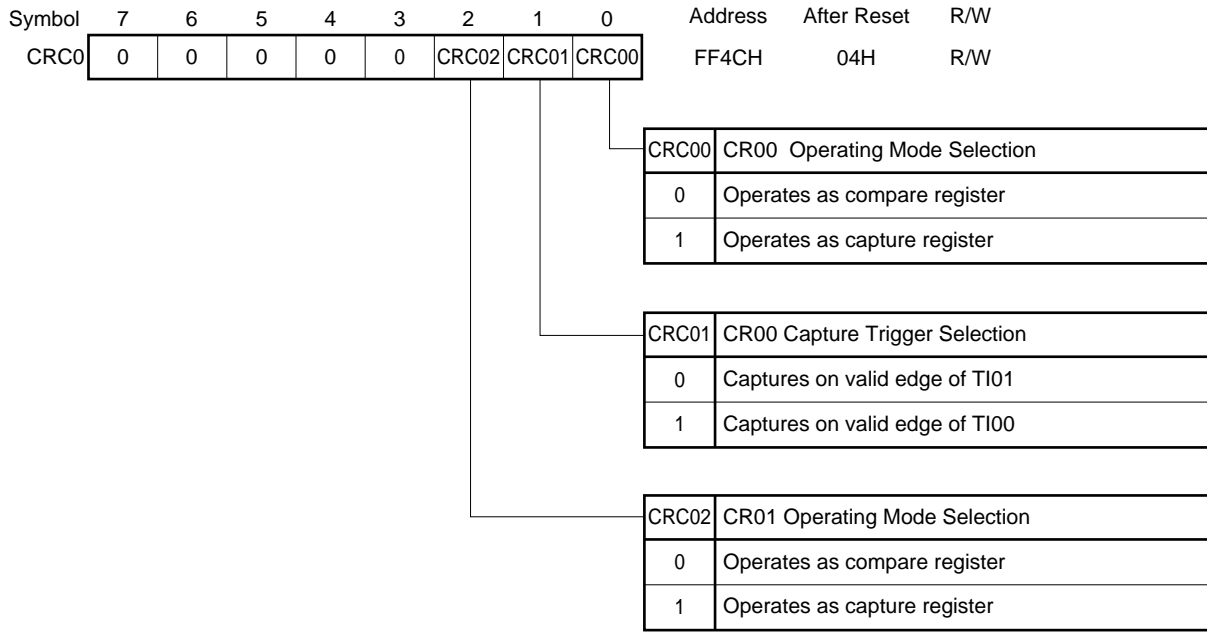 Symbol 7 6 5 4 3 2 1 0 Address After Reset R/W
CRC0 0 0 0 0 0 CRC02 CRC01 CRC00 FF4CH 04H R/W
CRC00 CR00 Operating Mode Selection
0 Operates as compare register
1 Operates as capture register
CRC01 CR00 Capture Trigger Selection
0 Captures on valid edge of TI01
1 Captures on valid edge of TI00
CRC02 CR01 Operating Mode Selection
0 Operates as compare register
1 Operates as capture register